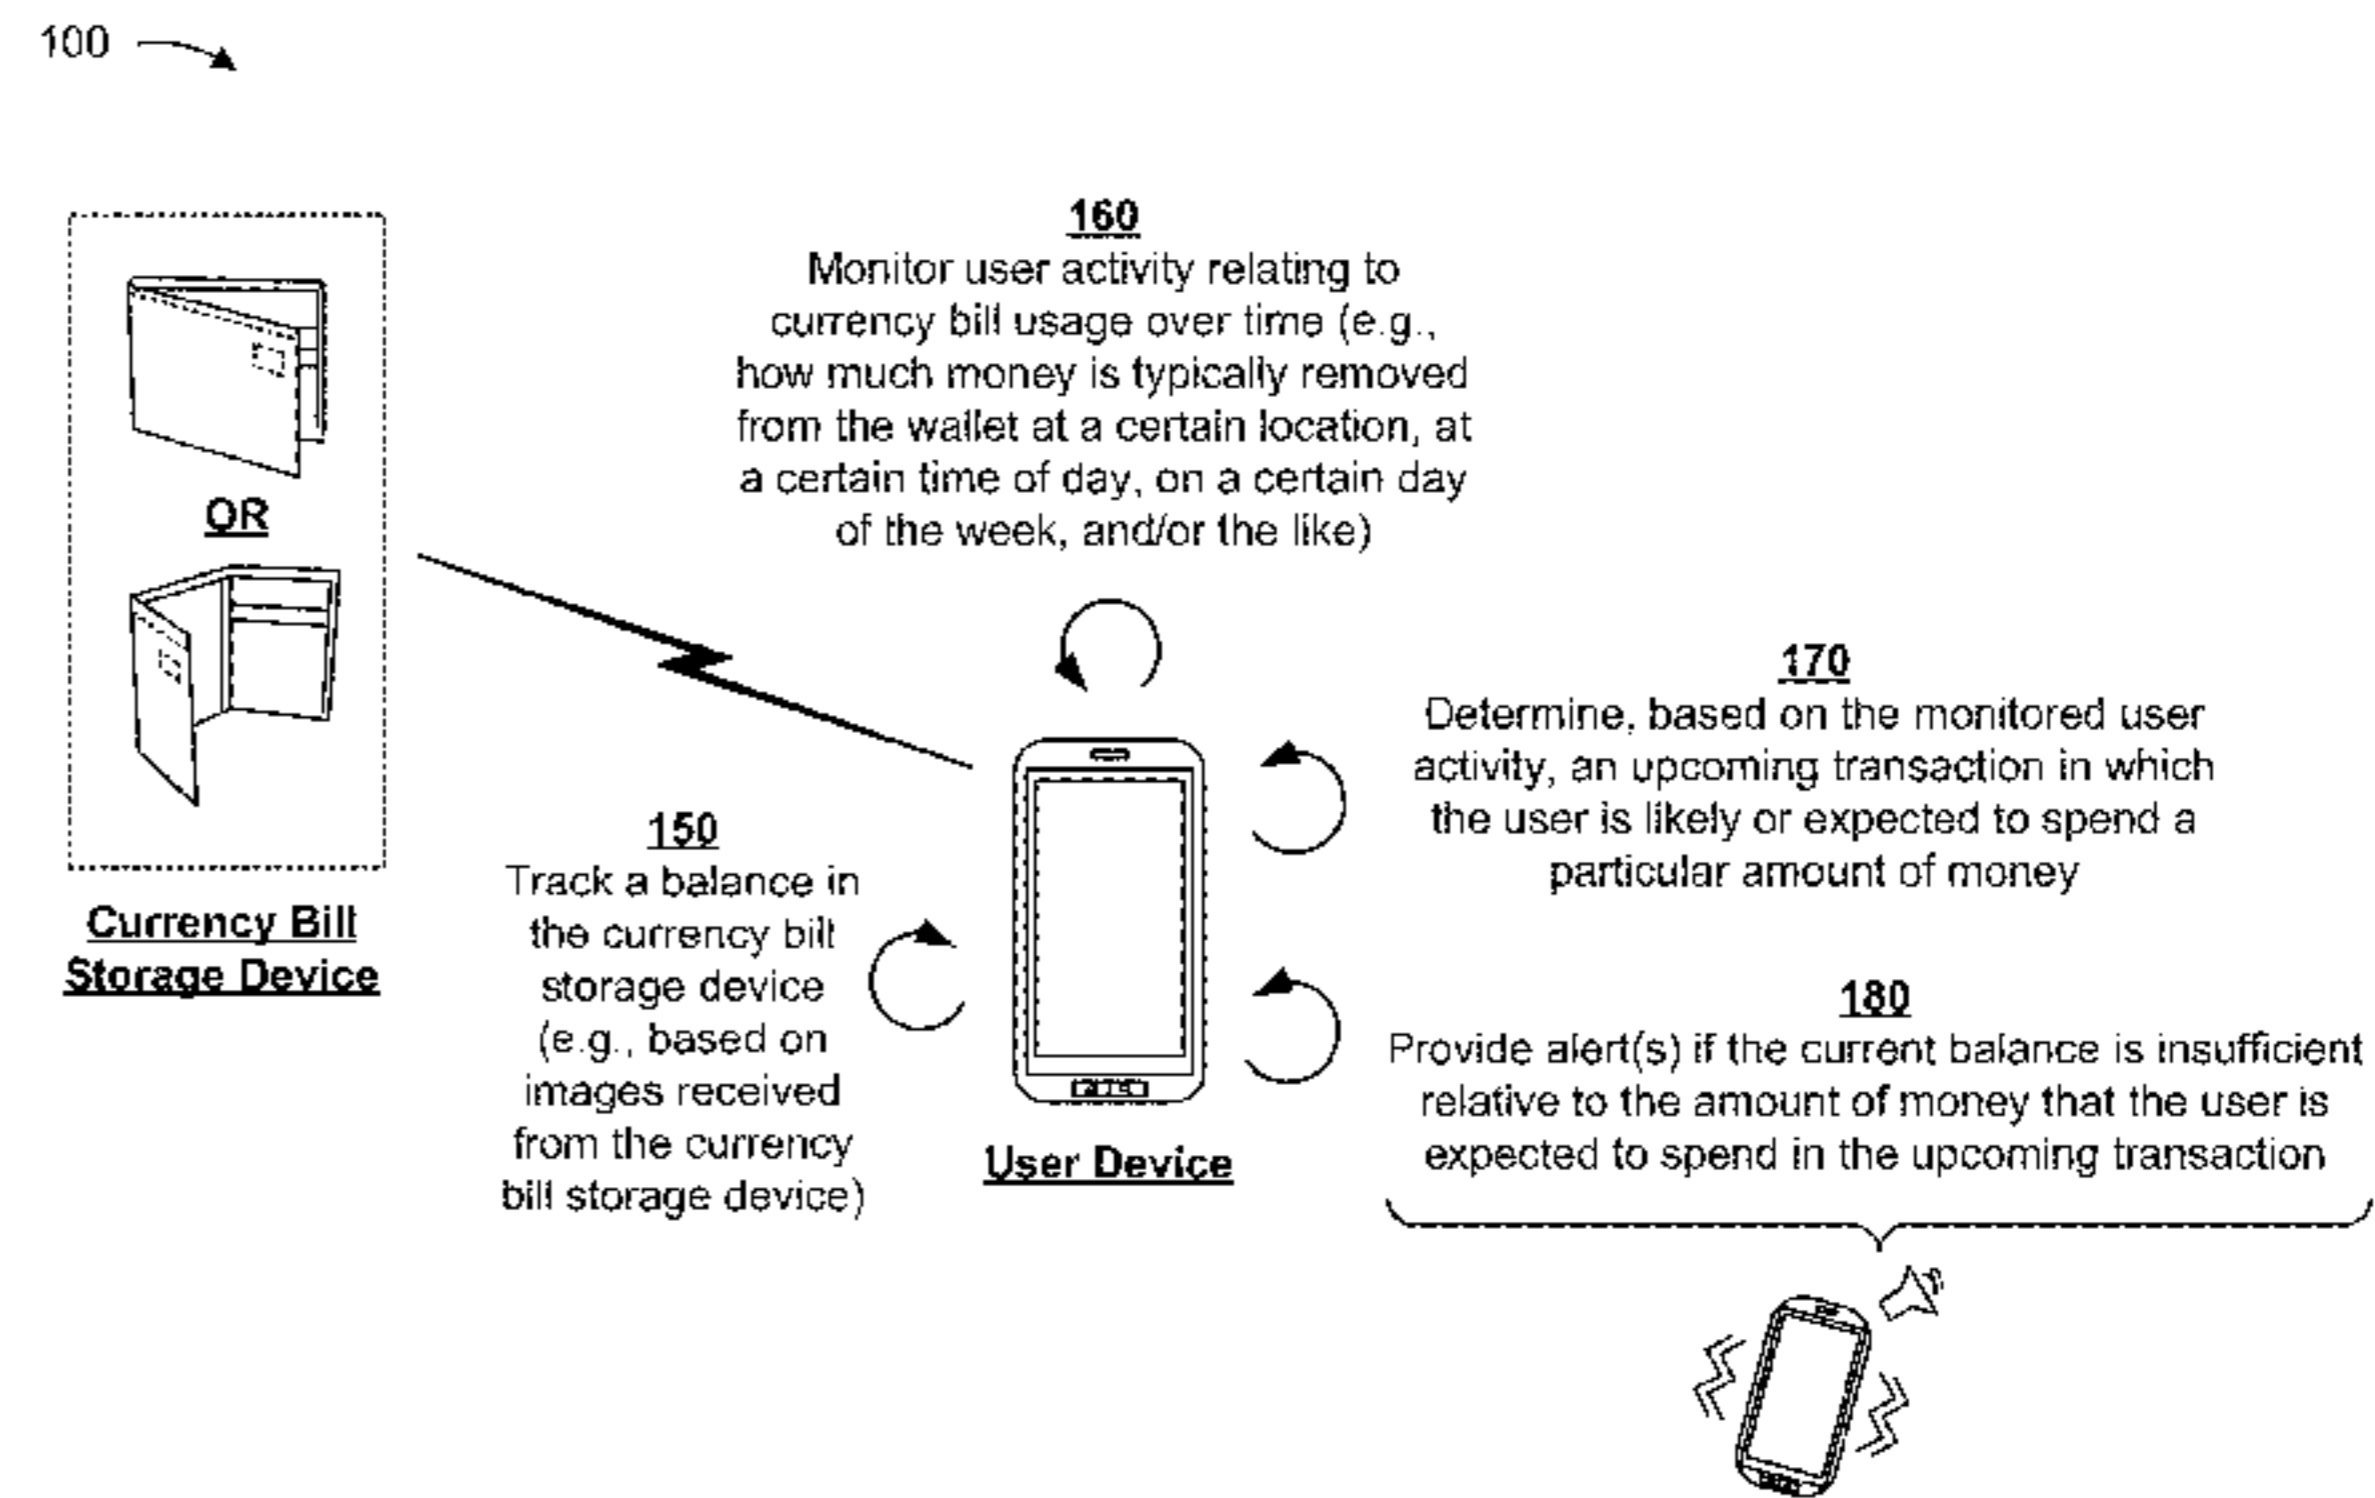 100
OR
Currency Bill
Storage Device
150
Track a balance in
the currency bill
storage device
(e.g., based on
images received
from the currency
bill storage device)
160
Monitor user activity relating to
currency bill usage over time (e.g.,
how much money is typically removed
from the wallet at a certain location, at
a certain time of day, on a certain day
of the week, and/or the like)
User Device
170
Determine, based on the monitored user
activity, an upcoming transaction in which
the user is likely or expected to spend a
particular amount of money
180
Provide alert(s) if the current balance is insufficient
relative to the amount of money that the user is
expected to spend in the upcoming transaction